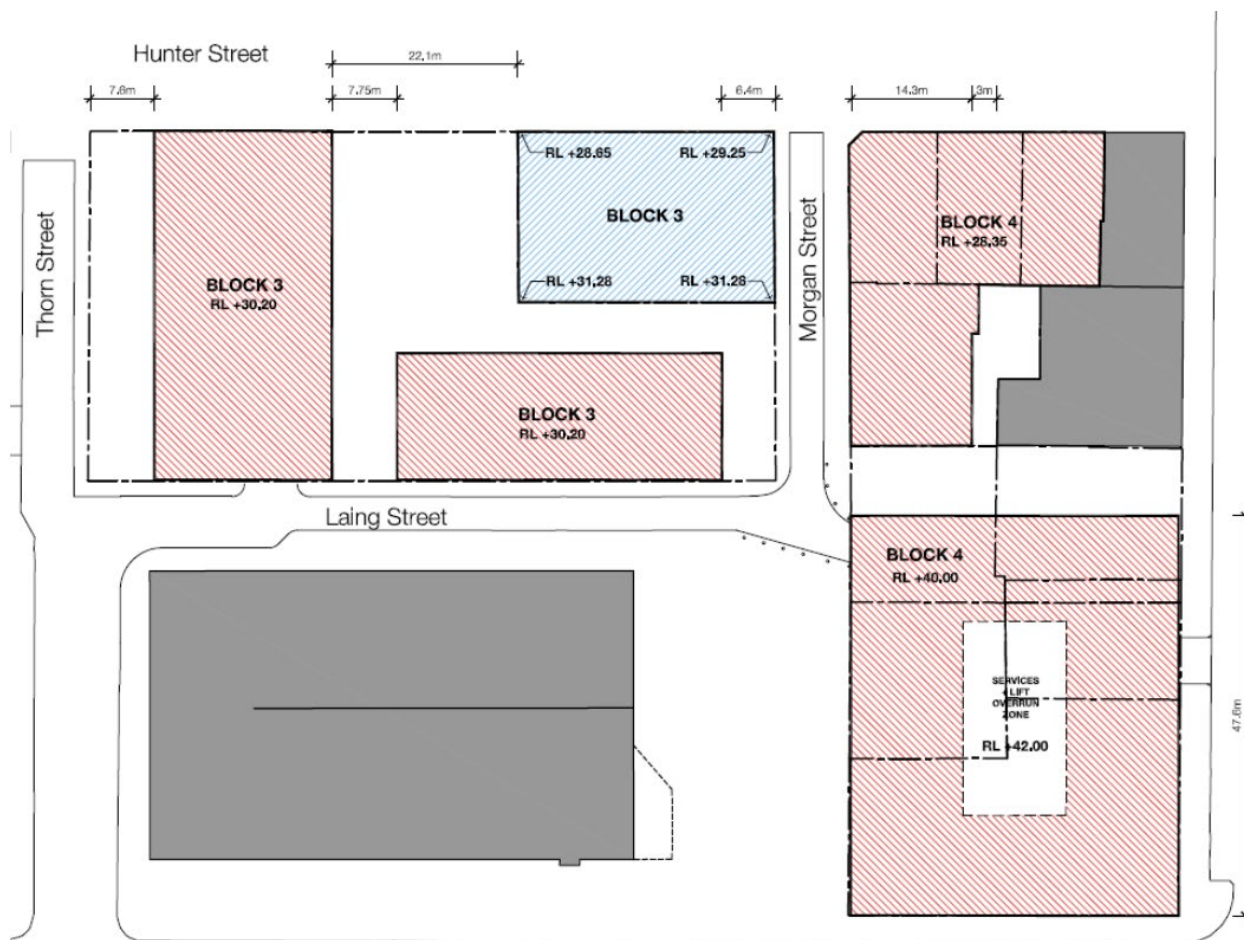 Hunter Street
22.1m
7.6m
7.75m
6.4m
14.3m
3m
RL +28.65
RL +29.25
BLOCK 3
RL +31.28
RL +31.28
Thorn Street
BLOCK 3
RL +30.20
Morgan Street
BLOCK 4
RL +28.35
BLOCK 3
RL +30.20
Laing Street
BLOCK 4
RL +40.00
SERVICES
+ LIFT
OVERRUN
ZONE
RL +42.00
47.6m